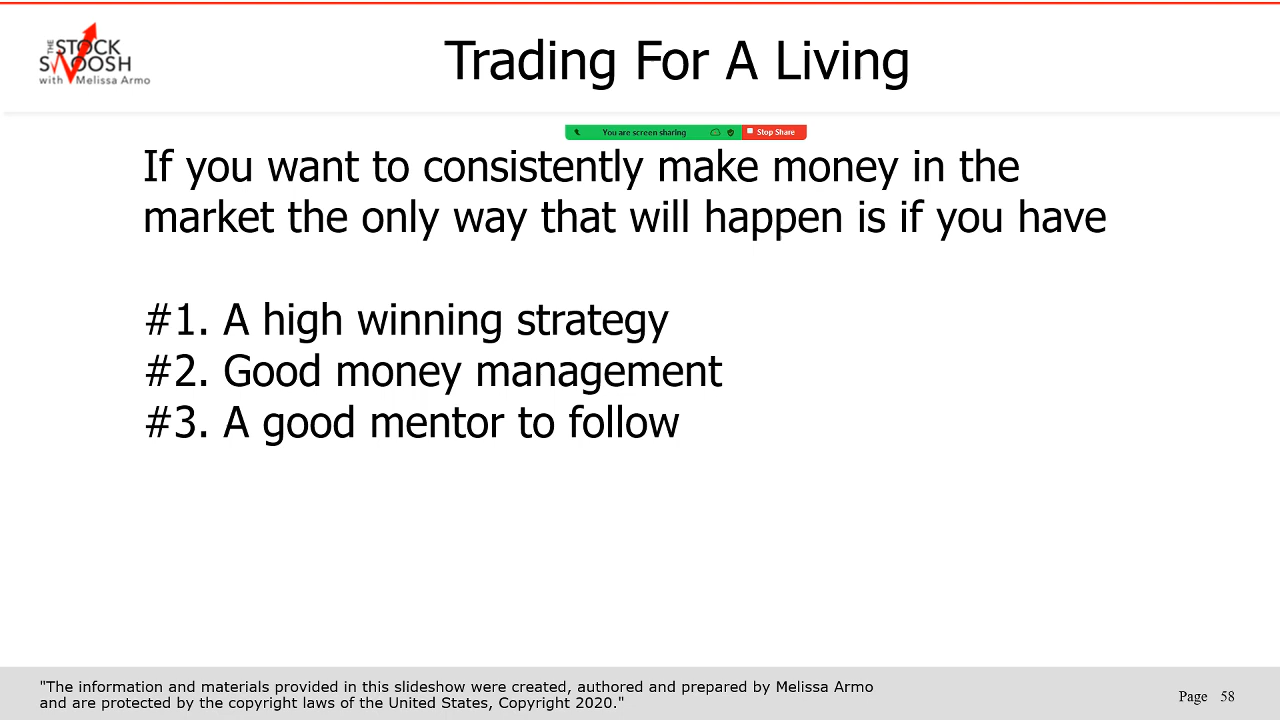 THE STOCK
SWOOSH
with Melissa Armo
Trading For A Living
You are screen sharing Stop Share
If you want to consistently make money in the
market the only way that will happen is if you have
#1. A high winning strategy
#2. Good money management
#3. A good mentor to follow
"The information and materials provided in this slideshow were created, authored and prepared by Melissa Armo
and are protected by the copyright laws of the United States, Copyright 2020."
Page 58